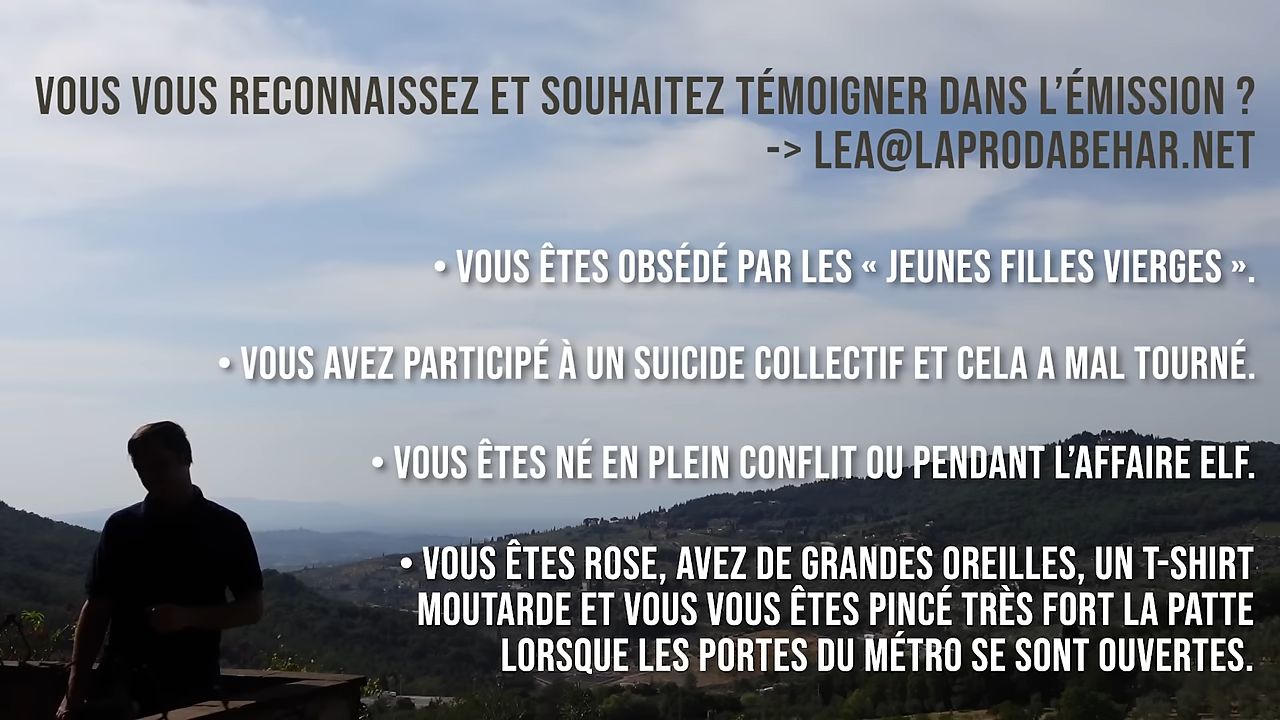 VOUS VOUS RECONNAISSEZ ET SOUHAITEZ TÉMOIGNER DANS L’ÉMISSION ?
-> LEA@LAPRODABEHAR.NET
• VOUS ÊTES OBSÉDÉ PAR LES « JEUNES FILLES VIERGES ».
• VOUS AVEZ PARTICIPÉ À UN SUICIDE COLLECTIF ET CELA A MAL TOURNÉ.
• VOUS ÊTES NÉ EN PLEIN CONFLIT OU PENDANT L’AFFAIRE ELF.
• VOUS ÊTES ROSE, AVEZ DE GRANDES OREILLES, UN T-SHIRT
MOUTARDE ET VOUS VOUS ÊTES PINCÉ TRÈS FORT LA PATTE
LORSQUE LES PORTES DU MÉTRO SE SONT OUVERTES.